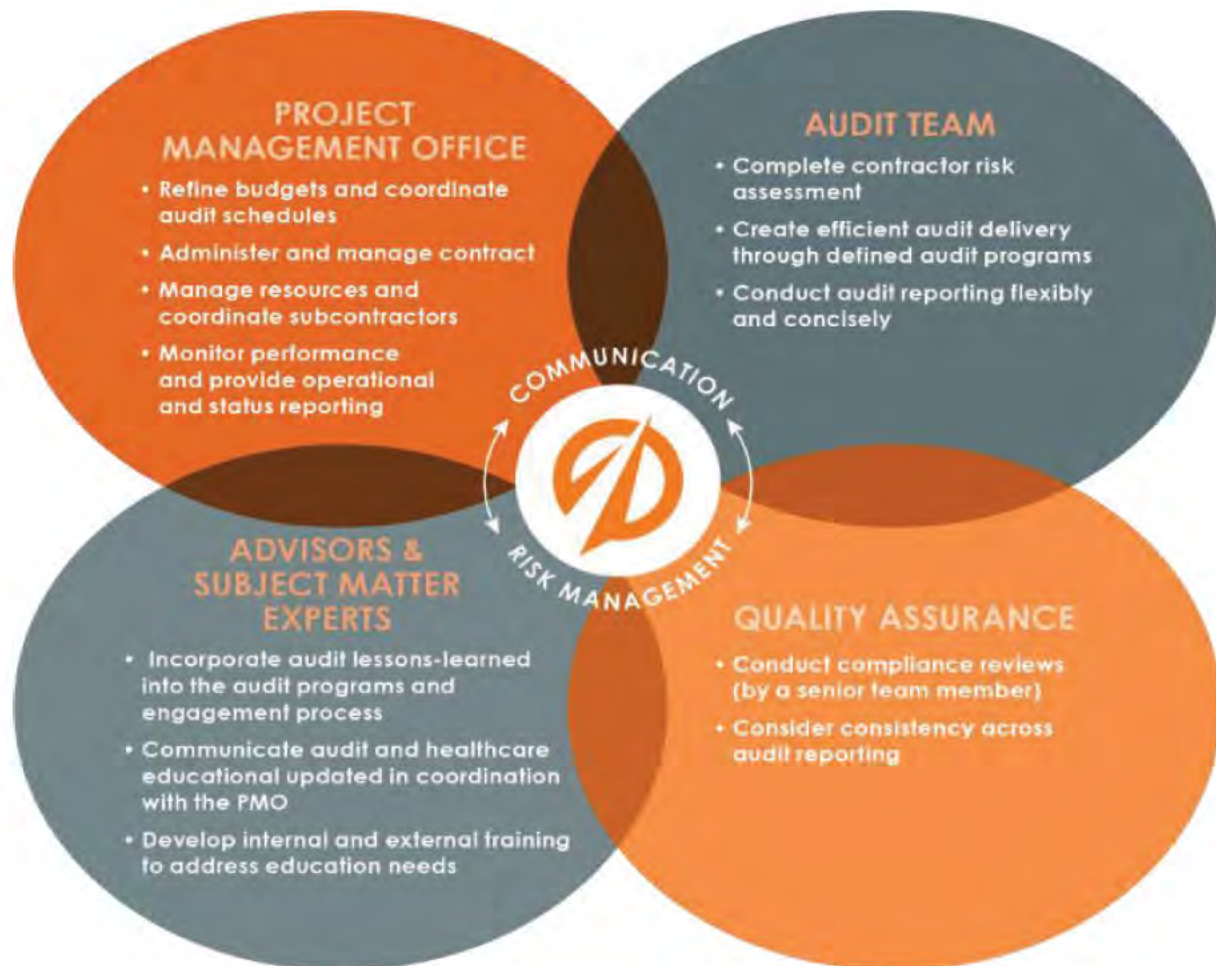 PROJECT
MANAGEMENT OFFICE
• Refine budgets and coordinate
audit schedules
• Administer and manage contract
• Manage resources and
coordinate subcontractors
• Monitor performance
and provide operational
and status reporting
AUDIT TEAM
• Complete contractor risk
assessment
• Create efficient audit delivery
through defined audit programs
• Conduct audit reporting flexibly
and concisely
COMMUNICATION
RISK MANAGEMENT
ADVISORS &
SUBJECT MATTER
EXPERTS
• Incorporate audit lessons-learned
into the audit programs and
engagement process
• Communicate audit and healthcare
educational updated in coordination
with the PMO
• Develop internal and external training
to address education needs
QUALITY ASSURANCE
• Conduct compliance reviews
(by a senior team member)
• Consider consistency across
audit reporting